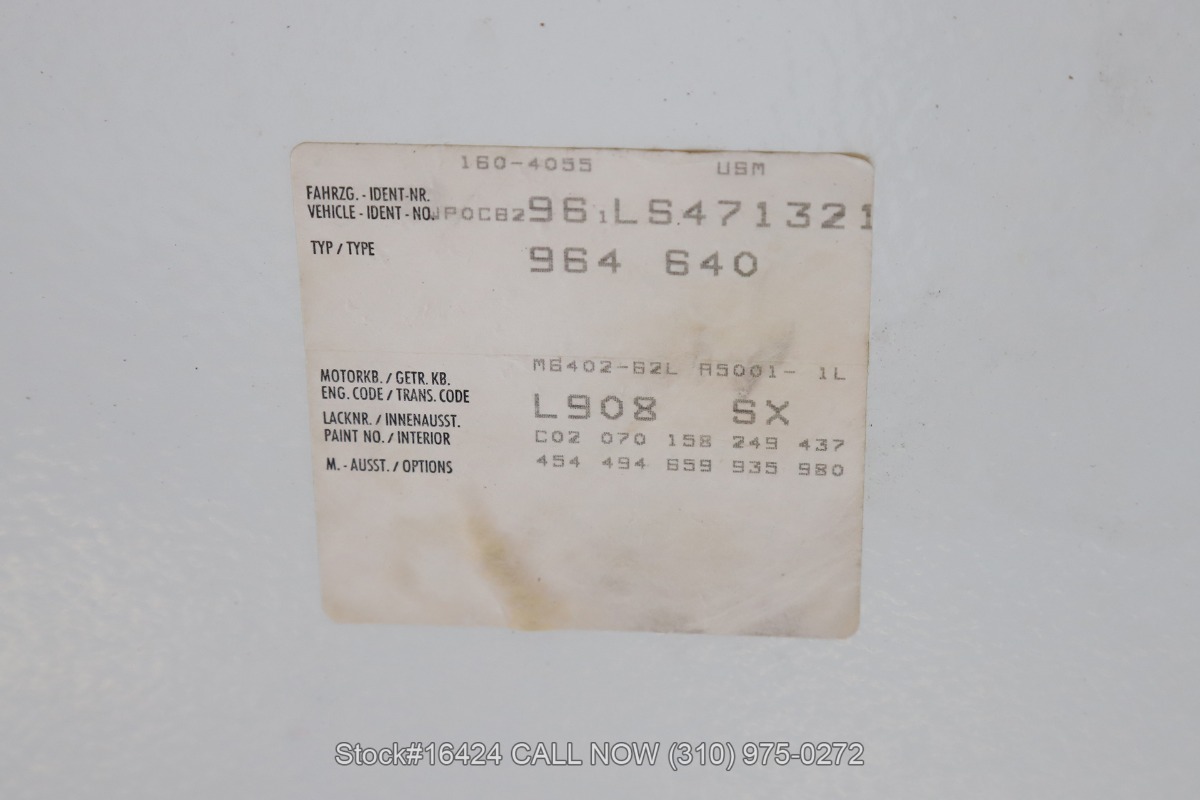 160-4055 USM
FAHRZG. - IDENT-NR.
VEHICLE - IDENT - NO. WP0CB2961LS471321
TYP / TYPE 964 640
MOTORKB. / GETR. KB. M6402-62L A5001- 1L
ENG. CODE / TRANS. CODE
LACKNR. / INNENAUSST. L908 SX
PAINT NO. / INTERIOR C02 070 158 249 437
M. - AUSST. / OPTIONS 454 494 659 935 980
Stock#16424 CALL NOW (310) 975-0272